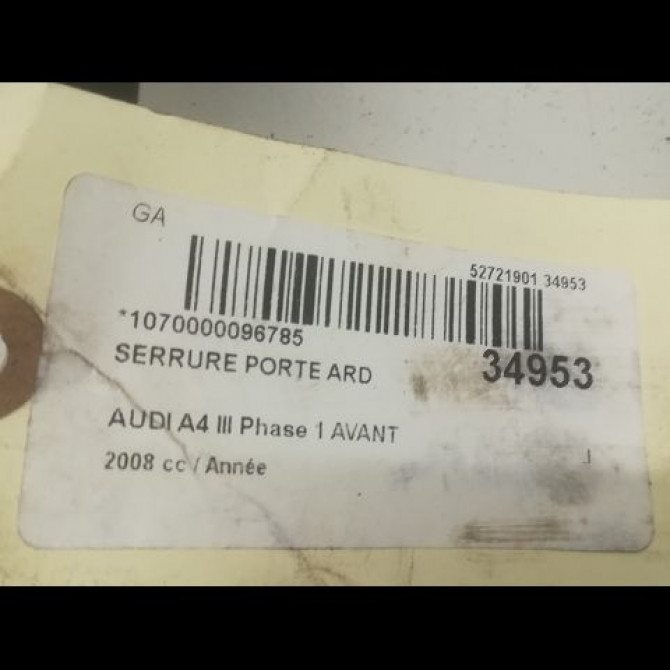 GA
52721901 34953
*1070000096785
34953
SERRURE PORTE ARD
AUDI A4 III Phase 1 AVANT
2008 cc / Année